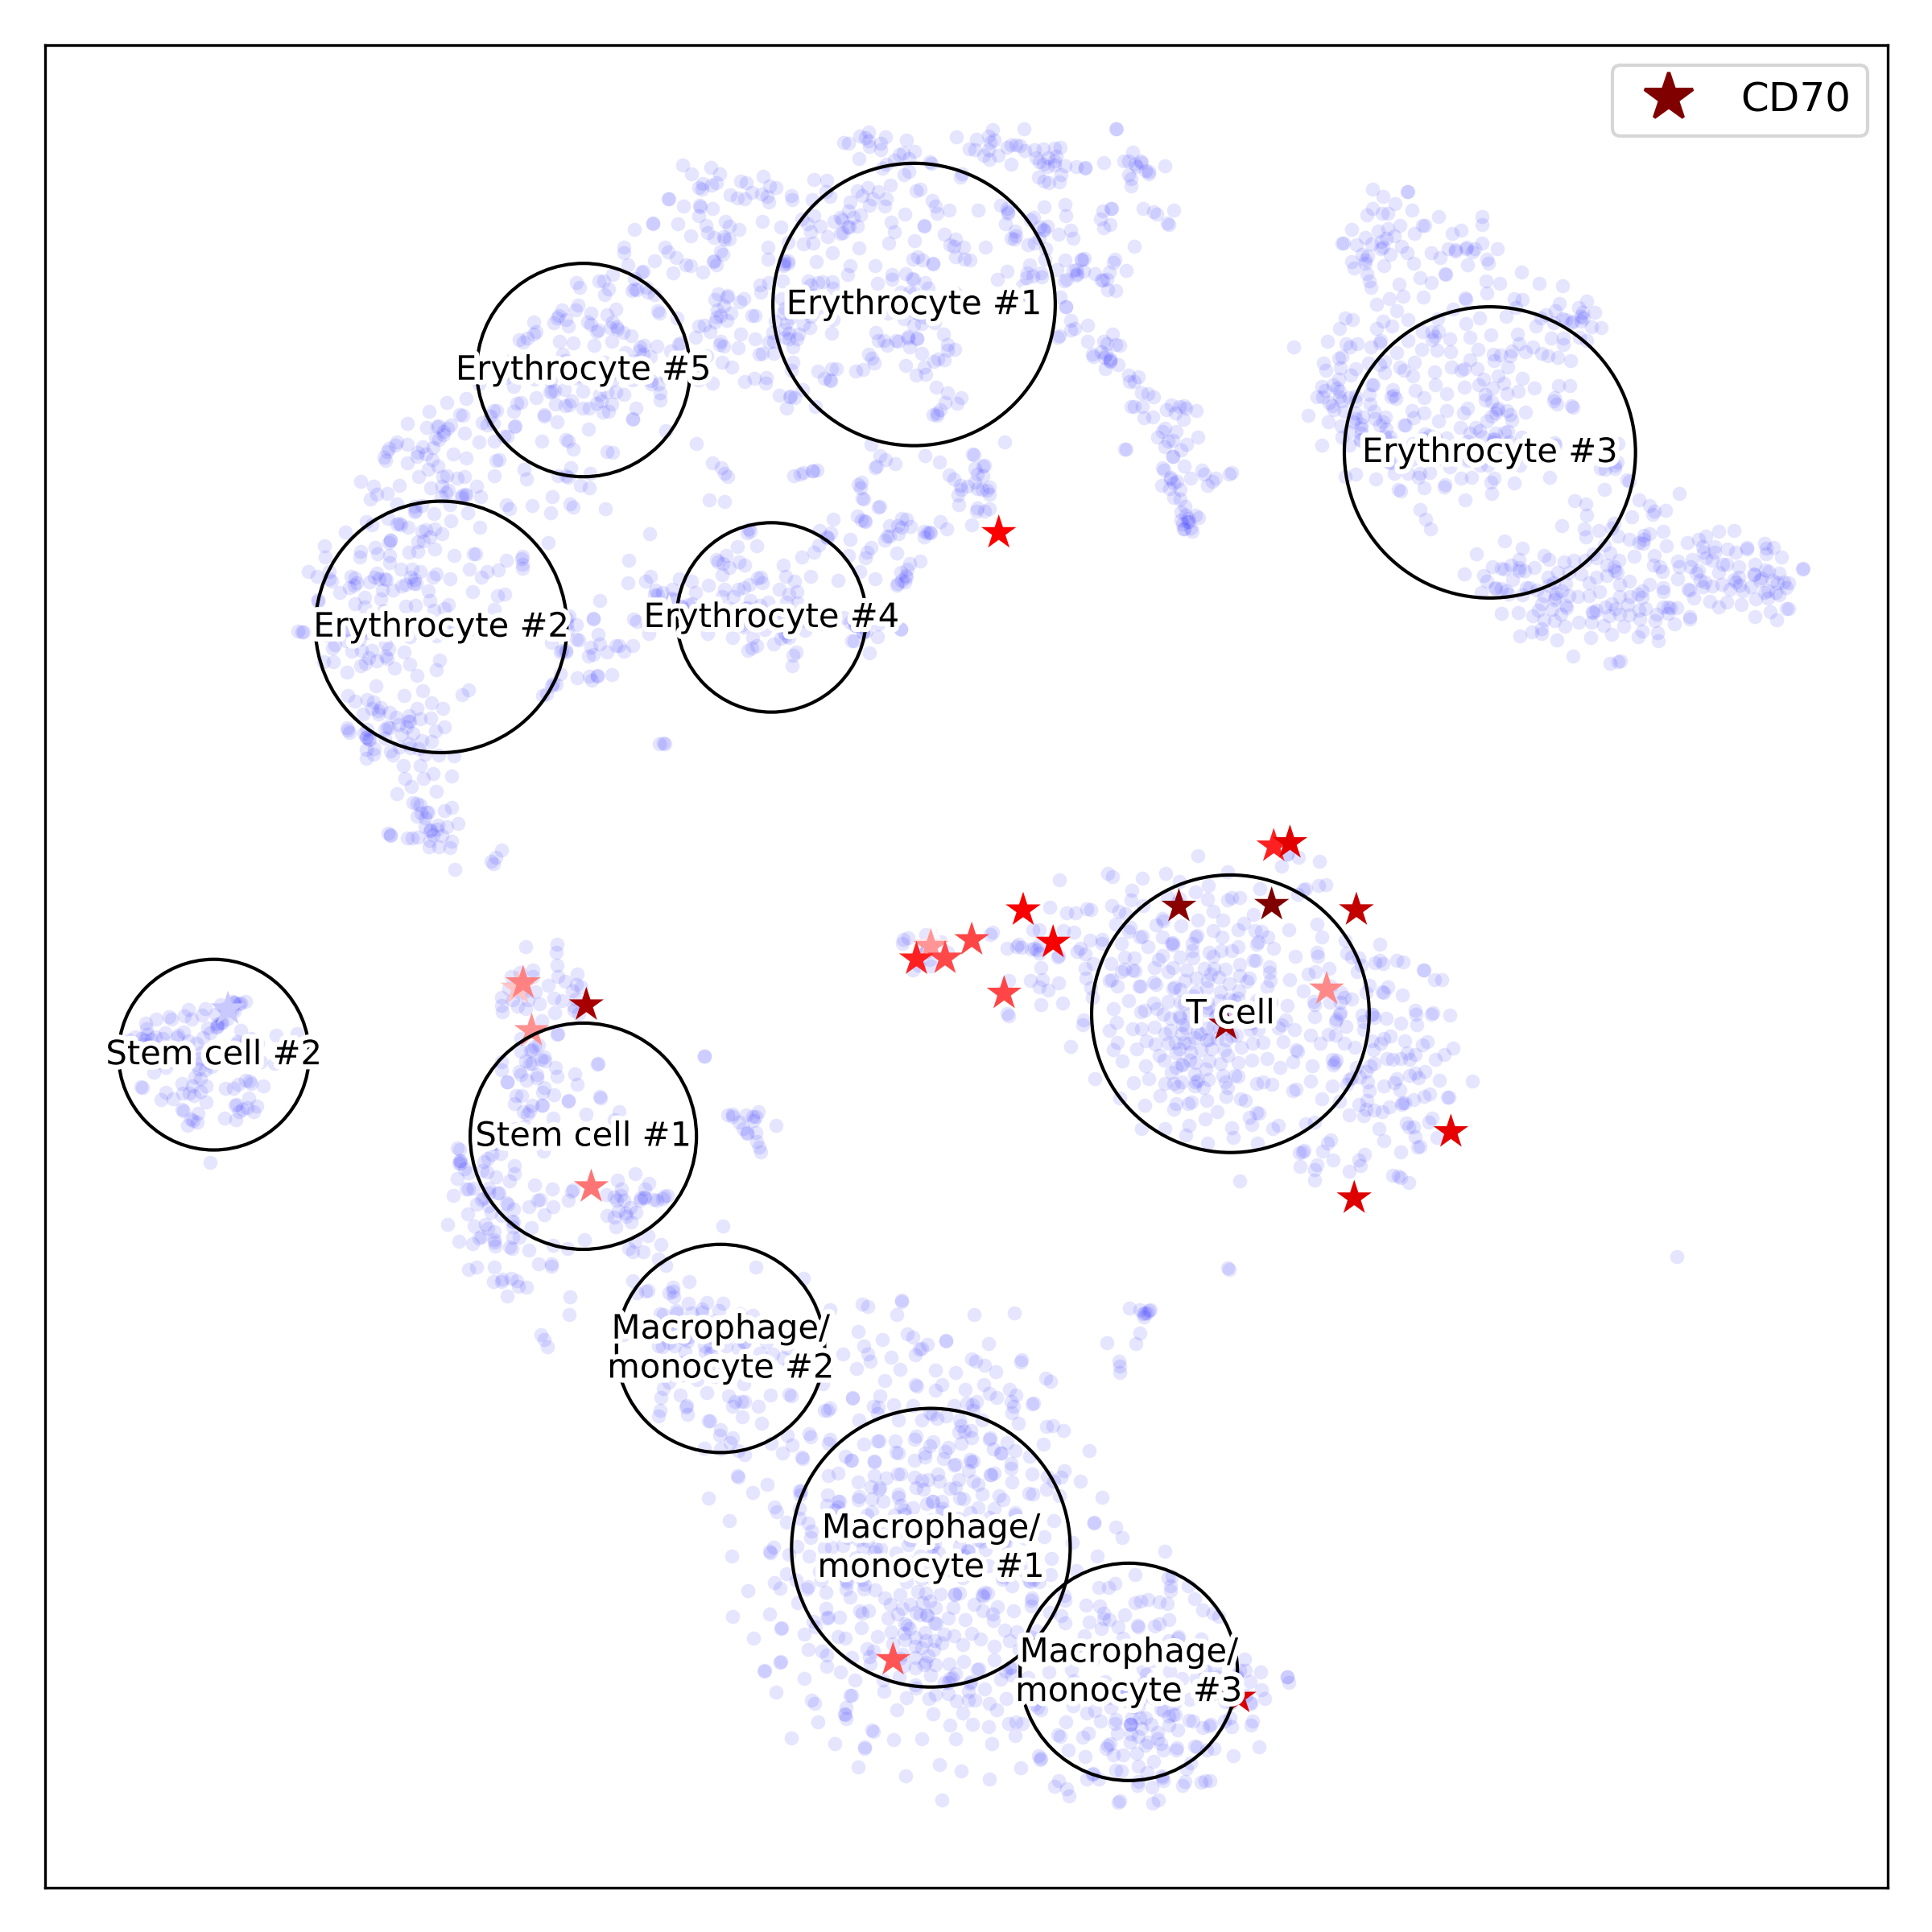 CD70
Erythrocyte #1
Erythrocyte #5
Erythrocyte #3
Erythrocyte #4
Erythrocyte #2
T cell
Stem cell #2
Stem cell #1
Macrophage/
monocyte #2
Macrophage/
monocyte #1
Macrophage/
monocyte #3